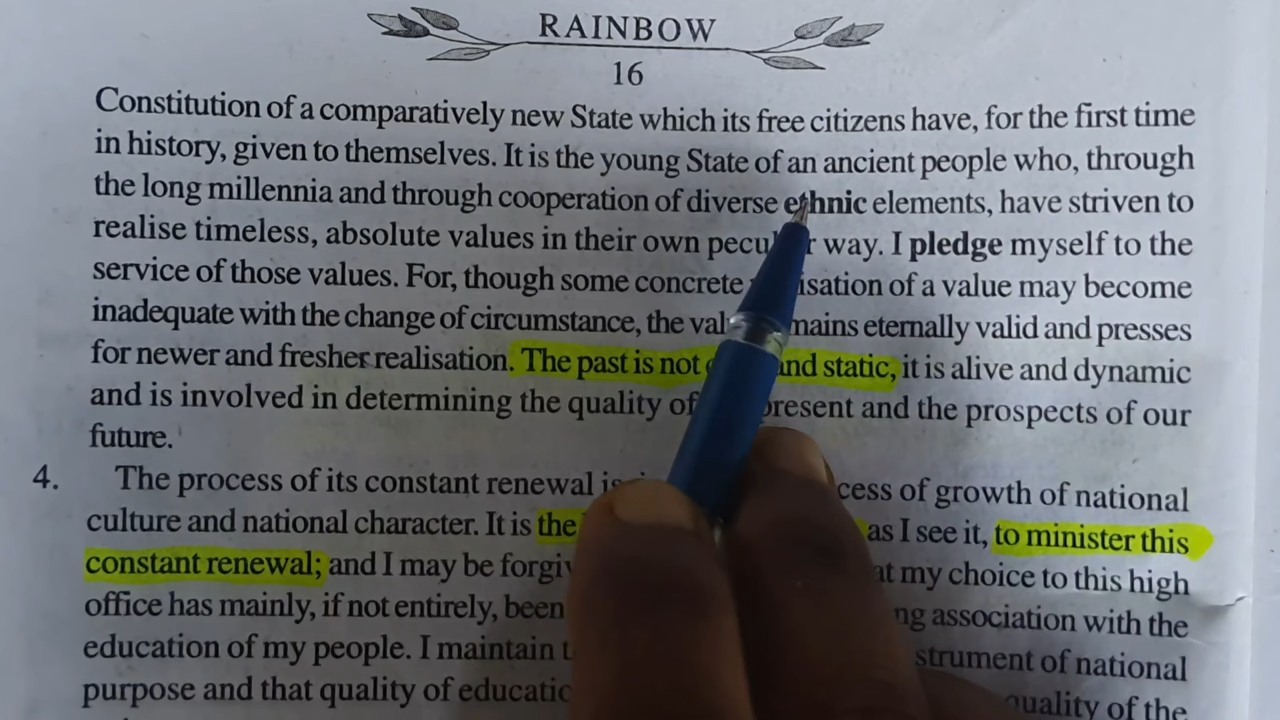 RAINBOW
16
Constitution of a comparatively new State which its free citizens have, for the first time
in history, given to themselves. It is the young State of an ancient people who, through
the long millennia and through cooperation of diverse ethnic elements, have striven to
realise timeless, absolute values in their own way. I pledge myself to the
service of those values. For, though some concrete of a value may become
inadequate with the change of circumstance, the eternally valid and presses
for newer and fresher realisation. The past is not and static, it is alive and dynamic
and is involved in determining the quality of present and the prospects of our
future.
4. The process of its constant renewal is of growth of national
culture and national character. It is the as I see it, to minister this
constant renewal; and I may be my choice to this high
office has mainly, if not entirely, been association with the
education of my people. I maintain of national
purpose and that quality of quality of the